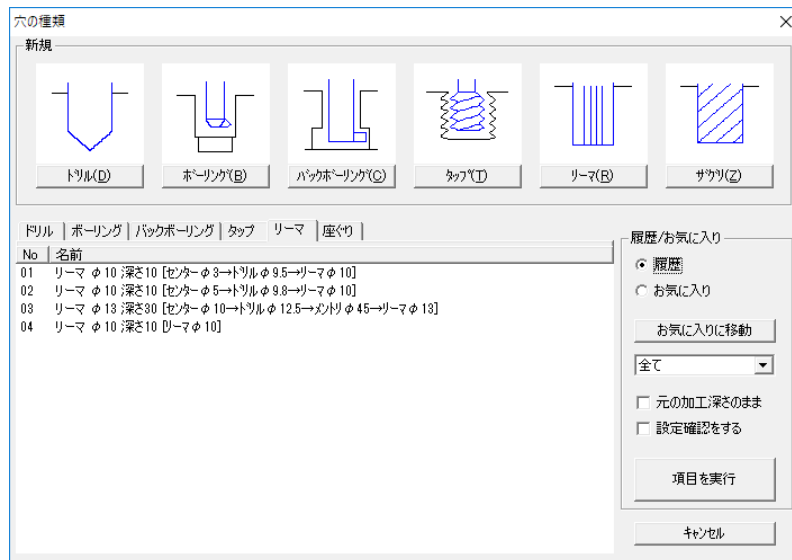 穴の種類
新規
ﾄﾞﾘﾙ(D)
ﾎﾞｰﾘﾝｸﾞ(B)
ﾊﾞｯｸﾎﾞｰﾘﾝｸﾞ(C)
ﾀｯﾌﾟ(T)
ﾘｰﾏ(R)
ｻﾞｸﾞﾘ(Z)
ドリル ボーリング バックボーリング タップ リーマ 座ぐり
No 名前
01 リーマ φ10 深さ10 [ｾﾝﾀｰφ3→ﾄﾞﾘﾙφ9.5→ﾘｰﾏφ10]
02 リーマ φ10 深さ10 [ｾﾝﾀｰφ5→ﾄﾞﾘﾙφ9.8→ﾘｰﾏφ10]
03 リーマ φ13 深さ30 [ｾﾝﾀｰφ10→ﾄﾞﾘﾙφ12.5→ﾒﾝﾄﾘφ45→ﾘｰﾏφ13]
04 リーマ φ10 深さ10 [ﾘｰﾏφ10]
履歴/お気に入り
履歴
お気に入り
お気に入りに移動
全て
元の加工深さのまま
設定確認をする
項目を実行
ｷｬﾝｾﾙ